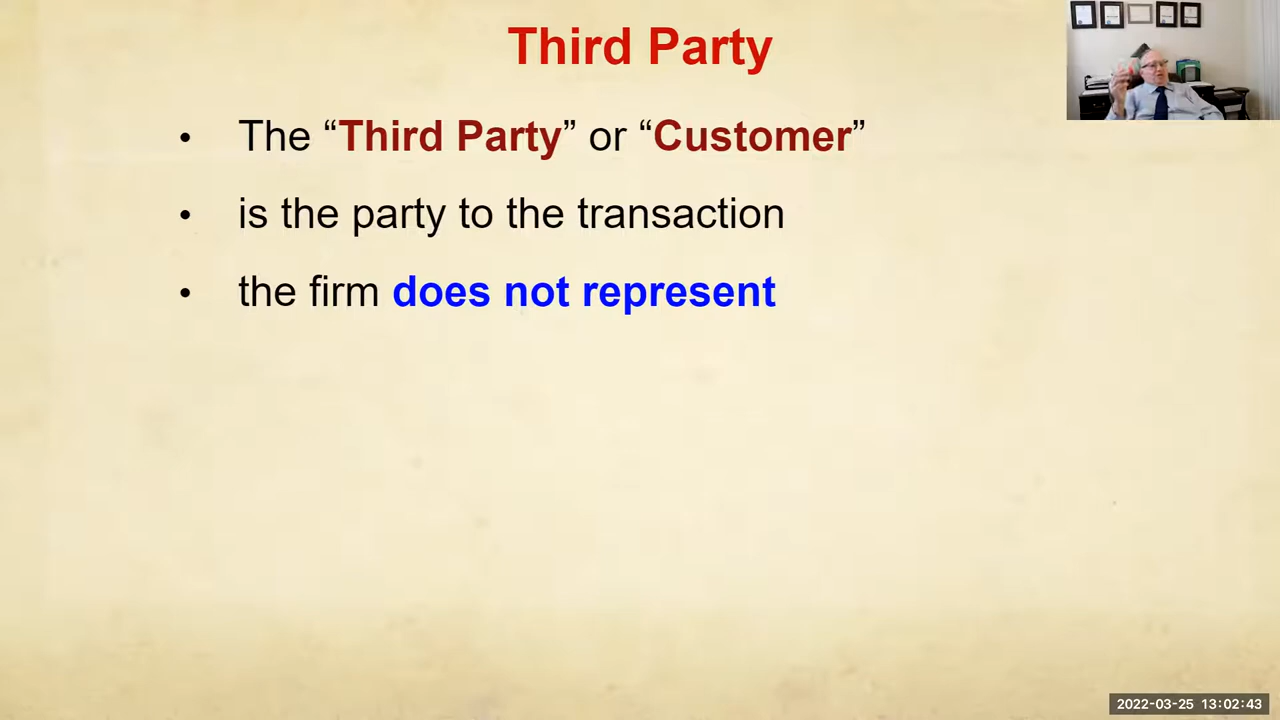 Third Party
• The “Third Party” or “Customer”
• is the party to the transaction
• the firm does not represent
2022-03-25 13:02:43